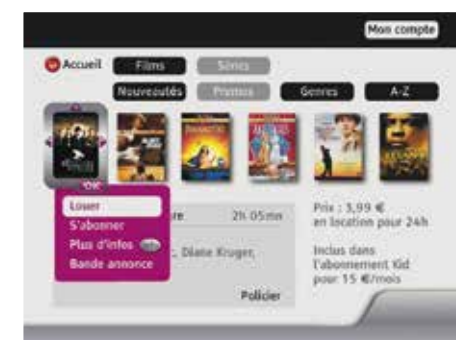 Mon compte
Accueil Films Séries
Nouveautés Promos Genres A-Z
OK
Louer
S'abonner
Plus d'infos
Bande annonce
re 2h 05mn
Diane Kruger,
Policier
Prix : 3,99 €
en location pour 24h
Inclus dans
l'abonnement Kid
pour 15 €/mois